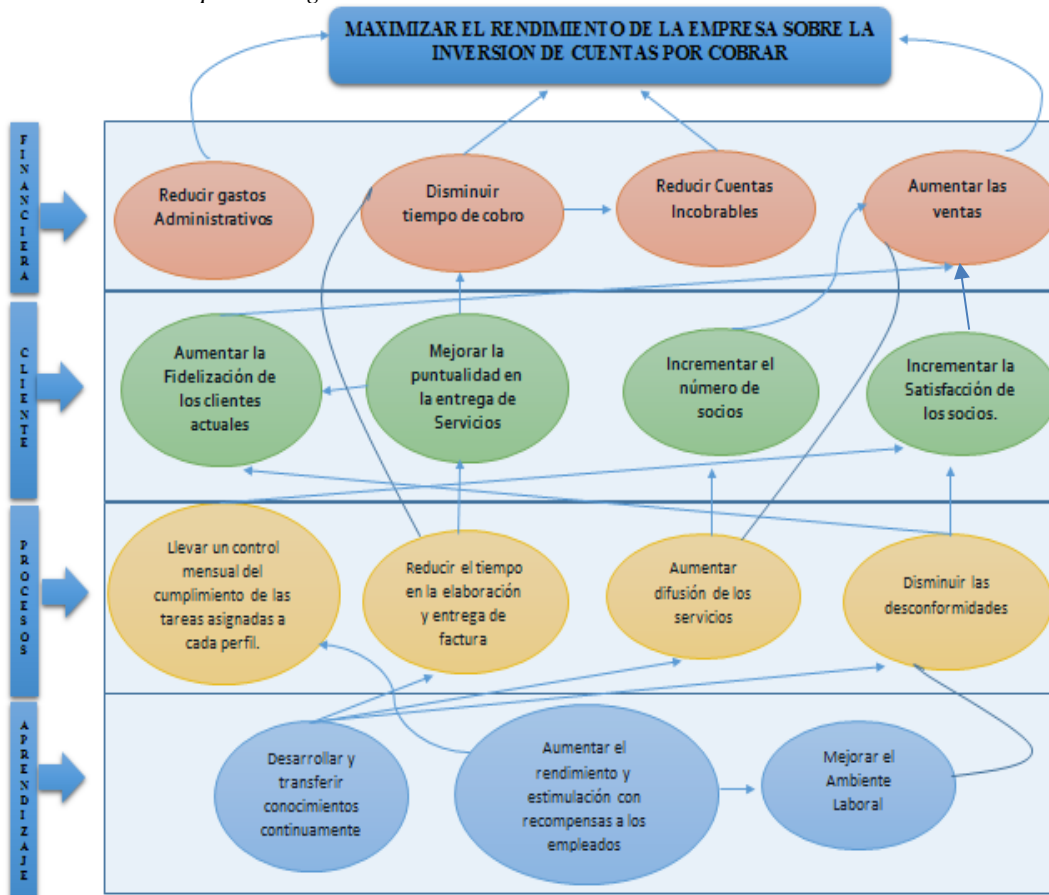 MAXIMIZAR EL RENDIMIENTO DE LA EMPRESA SOBRE LA
INVERSION DE CUENTAS POR COBRAR
FINANCIERA
Reducir gastos
Administrativos
Disminuir
tiempo de cobro
Reducir Cuentas
Incobrables
Aumentar las
ventas
CLIENTE
Aumentar la
Fidelización de
los clientes
actuales
Mejorar la
puntualidad en
la entrega de
Servicios
Incrementar el
número de
socios
Incrementar la
Satisfacción de
los socios.
PROCESOS
Llevar un control
mensual del
cumplimiento de las
tareas asignadas a
cada perfil.
Reducir el tiempo
en la elaboración
y entrega de
factura
Aumentar
difusión de los
servicios
Disminuir las
desconformidades
APRENDIZAJE
Desarrollar y
transferir
conocimientos
continuamente
Aumentar el
rendimiento y
estimulación con
recompensas a los
empleados
Mejorar el
Ambiente
Laboral